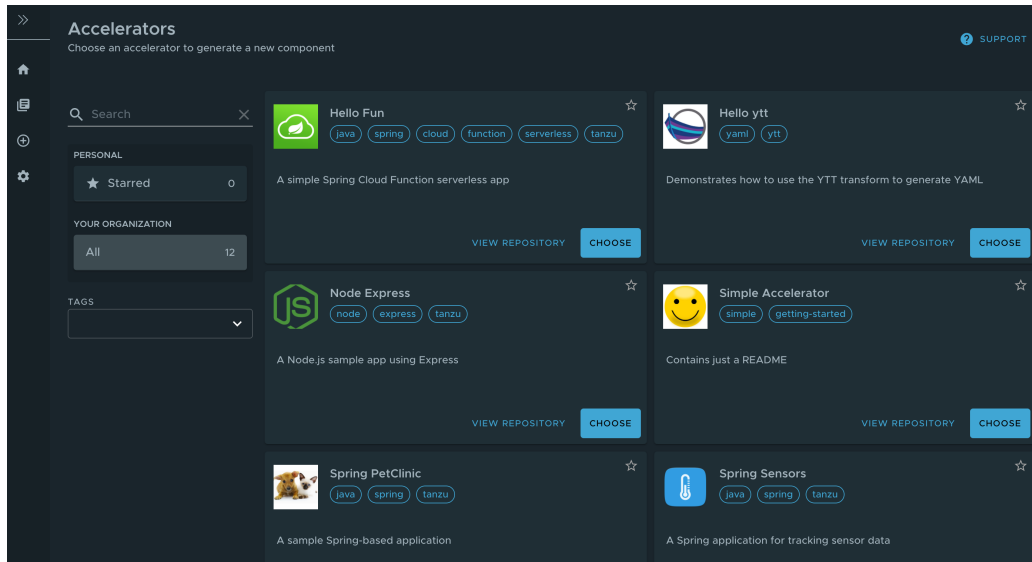 Accelerators
Choose an accelerator to generate a new component
SUPPORT
Search
PERSONAL
Starred 0
YOUR ORGANIZATION
All 12
TAGS
Hello Fun
java spring cloud function serverless tanzu
A simple Spring Cloud Function serverless app
VIEW REPOSITORY CHOOSE
Hello ytt
yaml ytt
Demonstrates how to use the YTT transform to generate YAML
VIEW REPOSITORY CHOOSE
JS
Node Express
node express tanzu
A Node.js sample app using Express
VIEW REPOSITORY CHOOSE
Simple Accelerator
simple getting-started
Contains just a README
VIEW REPOSITORY CHOOSE
Spring PetClinic
java spring tanzu
A sample Spring-based application
Spring Sensors
java spring tanzu
A Spring application for tracking sensor data